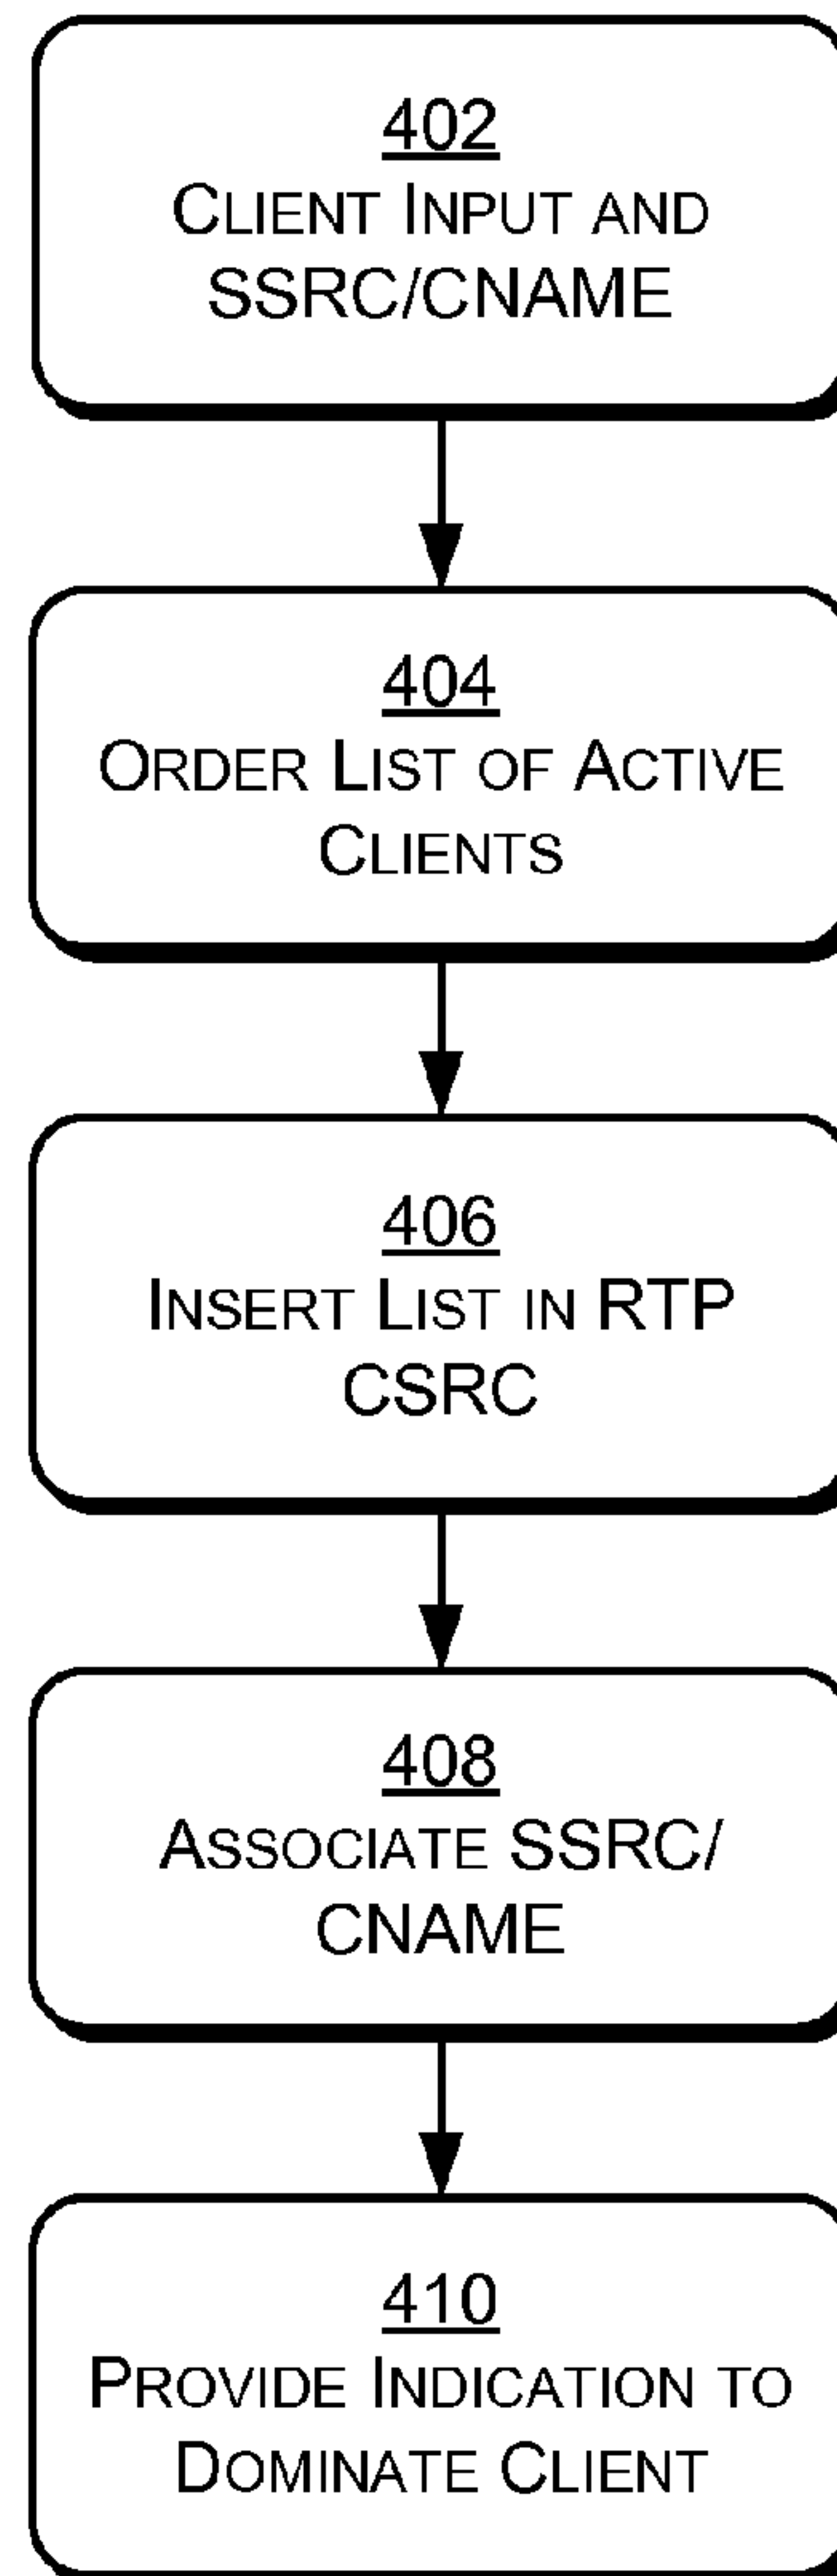 402
CLIENT INPUT AND
SSRC/CNAME
404
ORDER LIST OF ACTIVE
CLIENTS
406
INSERT LIST IN RTP
CSRC
408
ASSOCIATE SSRC/
CNAME
410
PROVIDE INDICATION TO
DOMINATE CLIENT